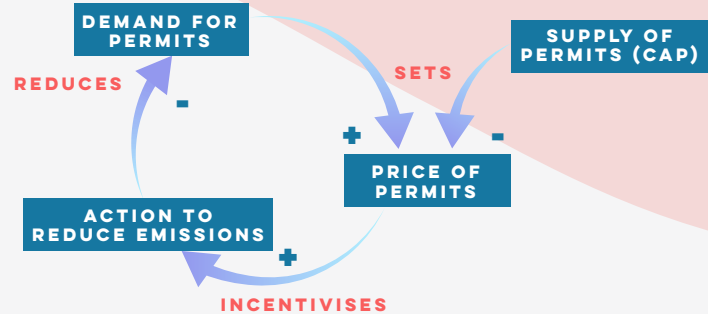 DEMAND FOR
PERMITS
SUPPLY OF
PERMITS (CAP)
REDUCES
SETS
-
+
-
PRICE OF
PERMITS
ACTION TO
REDUCE EMISSIONS
+
INCENTIVISES